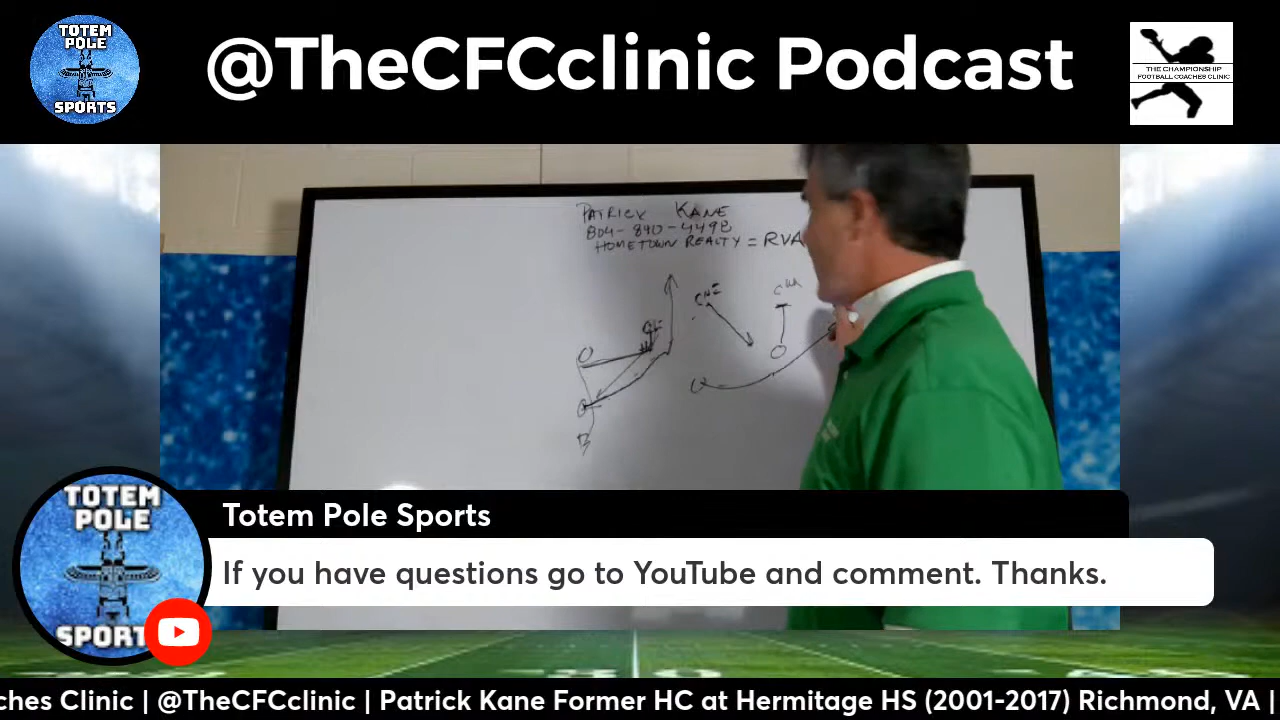 TOTEM
POLE
SPORTS
@TheCFCclinic Podcast
THE CHAMPIONSHIP
FOOTBALL COACHES CLINIC
PATRICK KANE
804-840-4498
HOMETOWN REALTY = RVA
TOTEM
POLE
SPORT
Totem Pole Sports
If you have questions go to YouTube and comment. Thanks.
ches Clinic | @TheCFCclinic | Patrick Kane Former HC at Hermitage HS (2001-2017) Richmond, VA |